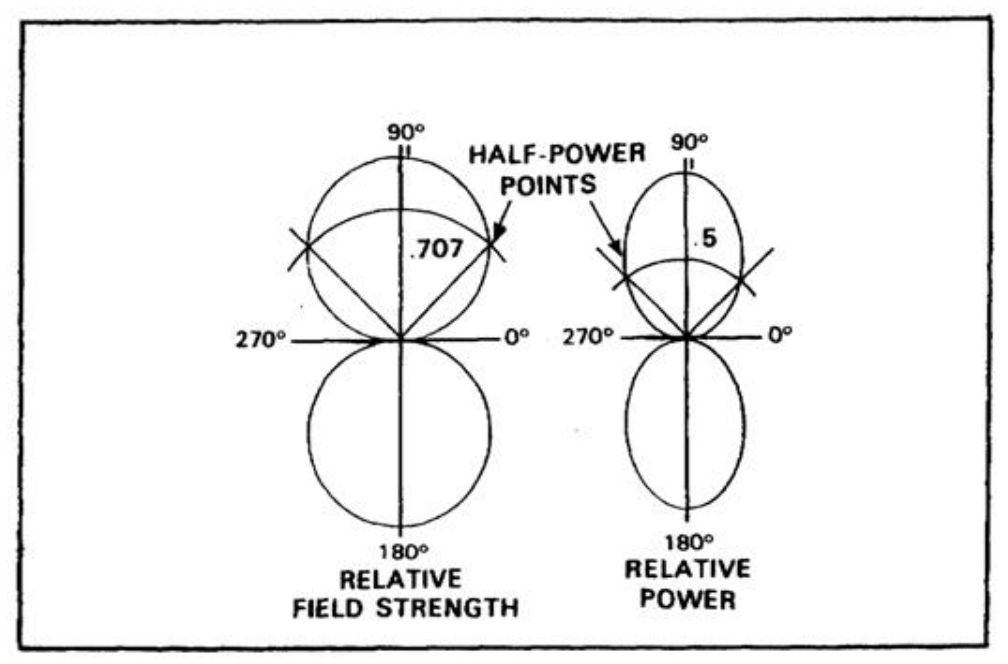 90°
HALF-POWER
POINTS
.707
270°
0°
180°
RELATIVE
FIELD STRENGTH
90°
.5
270°
0°
180°
RELATIVE
POWER